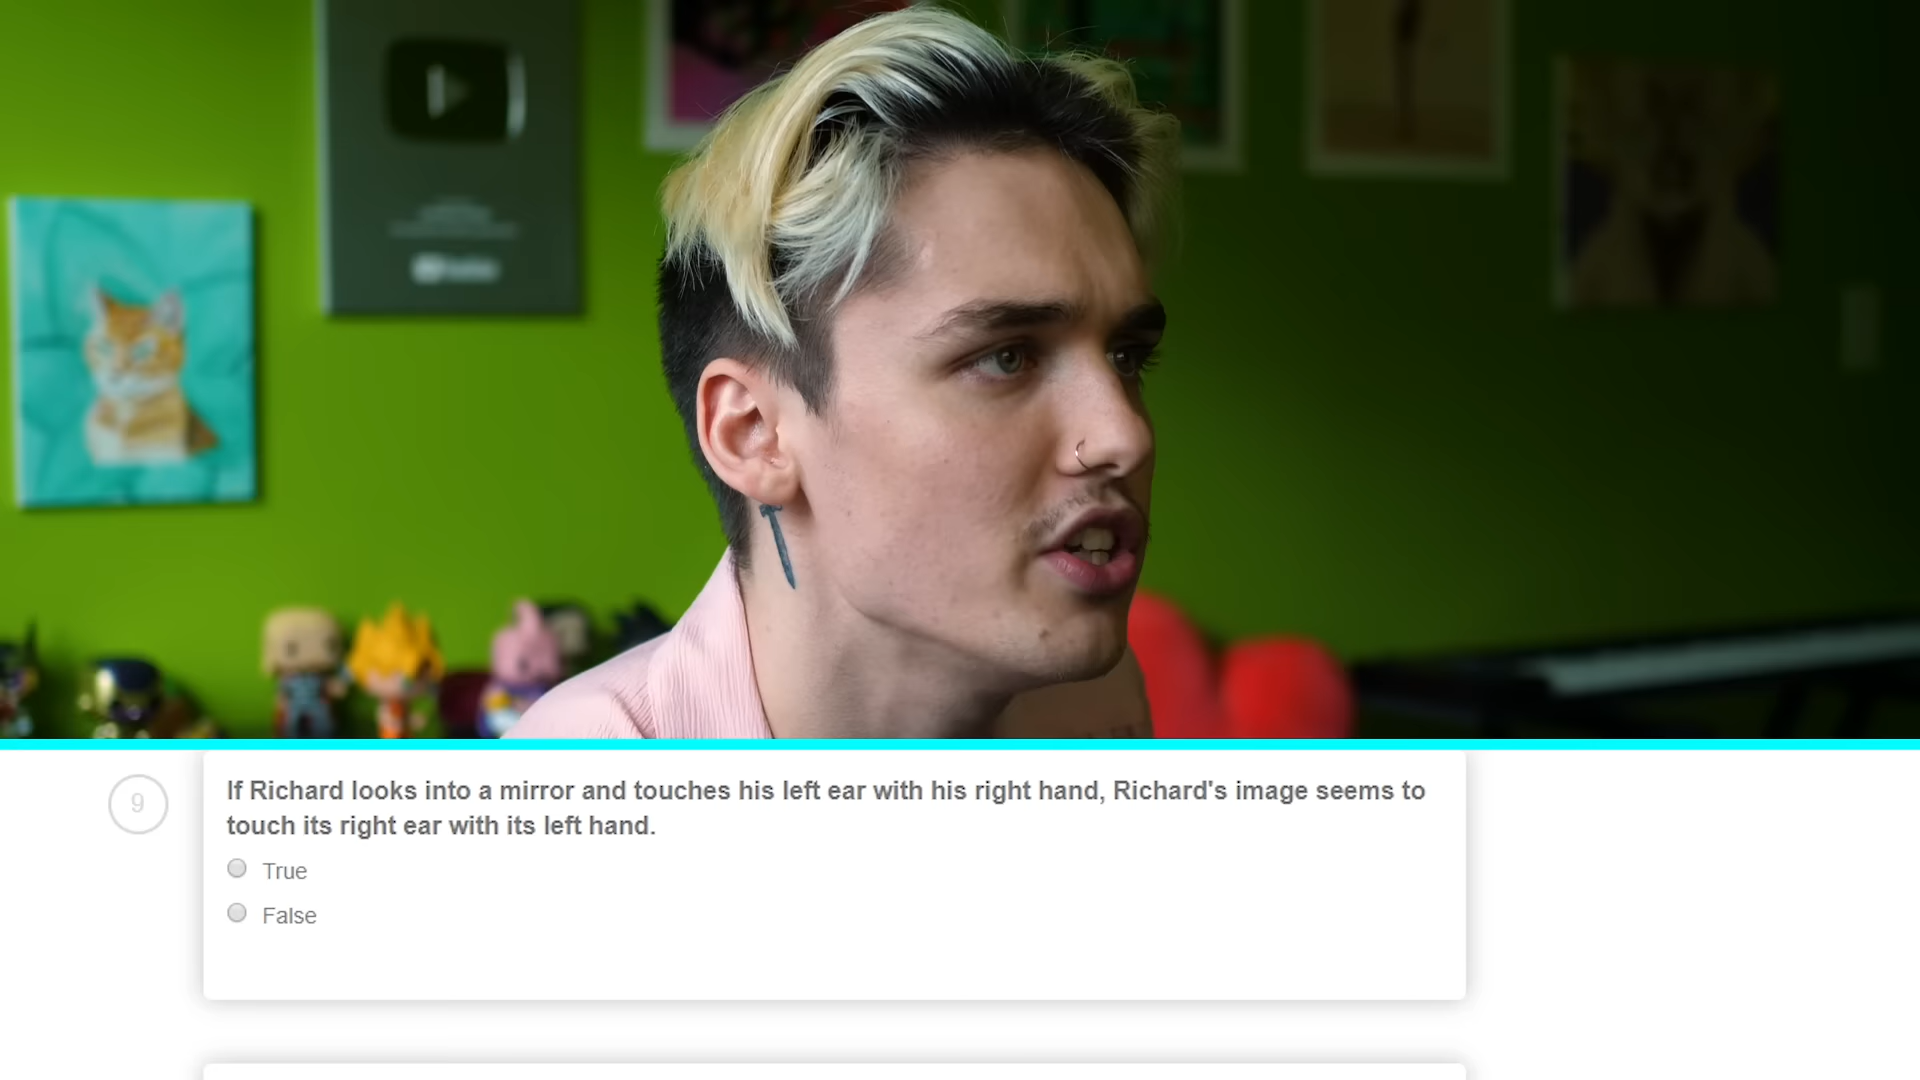 9
If Richard looks into a mirror and touches his left ear with his right hand, Richard's image seems to
touch its right ear with its left hand.
True
False